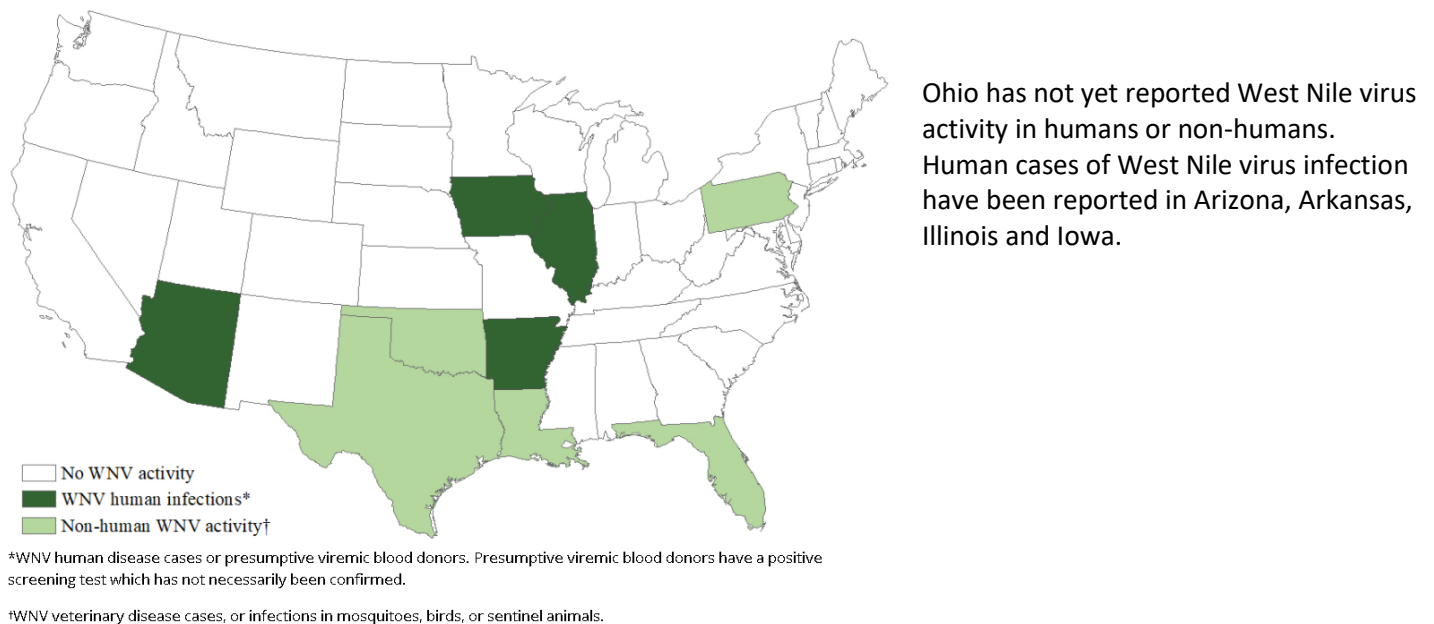 Ohio has not yet reported West Nile virus
activity in humans or non-humans.
Human cases of West Nile virus infection
have been reported in Arizona, Arkansas,
Illinois and Iowa.
No WNV activity
WNV human infections*
Non-human WNV activity†
*WNV human disease cases or presumptive viremic blood donors. Presumptive viremic blood donors have a positive
screening test which has not necessarily been confirmed.
†WNV veterinary disease cases, or infections in mosquitoes, birds, or sentinel animals.